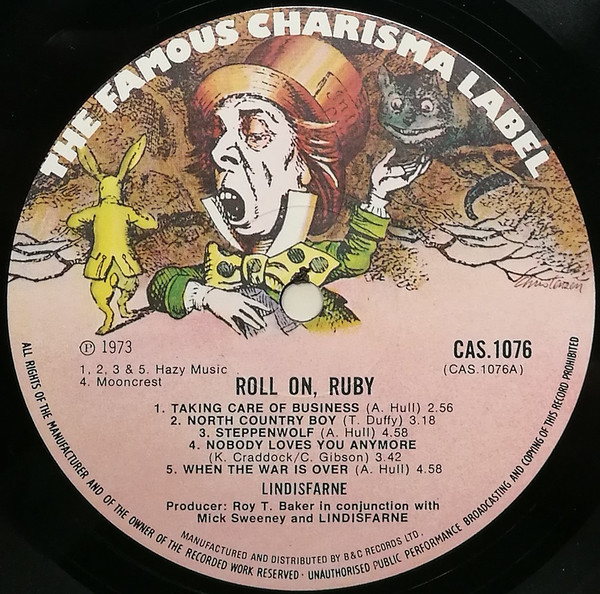 THE FAMOUS CHARISMA LABEL
Christenzen
℗ 1973
CAS.1076
(CAS.1076A)
1, 2, 3 & 5. Hazy Music
4. Mooncrest
ROLL ON, RUBY
1. TAKING CARE OF BUSINESS (A. Hull) 2.56
2. NORTH COUNTRY BOY (T. Duffy) 3.18
3. STEPPENWOLF (A. Hull) 4.58
4. NOBODY LOVES YOU ANYMORE
(K. Craddock/C. Gibson) 3.42
5. WHEN THE WAR IS OVER (A. Hull) 4.58
LINDISFARNE
Producer: Roy T. Baker in conjunction with
Mick Sweeney and LINDISFARNE
MANUFACTURED AND DISTRIBUTED BY B&C RECORDS LTD.
ALL RIGHTS OF THE MANUFACTURER AND OF THE OWNER OF THE RECORDED WORK RESERVED · UNAUTHORISED PUBLIC PERFORMANCE BROADCASTING AND COPYING OF THIS RECORD PROHIBITED